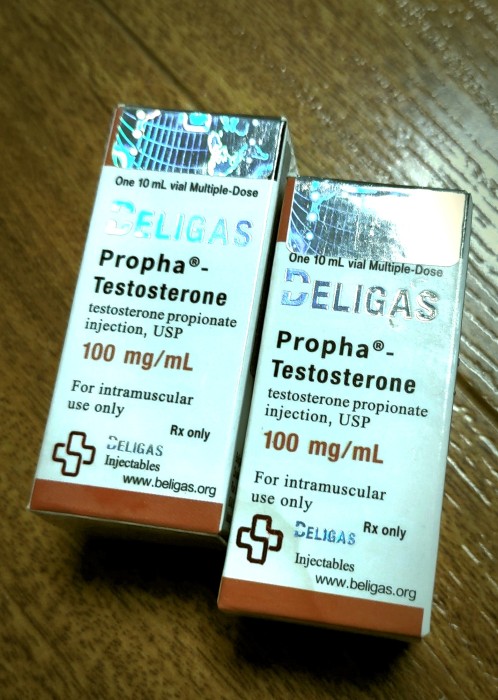 One 10 mL vial Multiple-Dose
BELIGAS
Propha®-
Testosterone
testosterone propionate
injection, USP
100 mg/mL
For intramuscular
use only
Rx only
BELIGAS
Injectables
www.beligas.org
One 10 mL vial Multiple-Dose
BELIGAS
Propha®-
Testosterone
testosterone propionate
injection, USP
100 mg/mL
For intramuscular
use only
Rx only
BELIGAS
Injectables
www.beligas.org